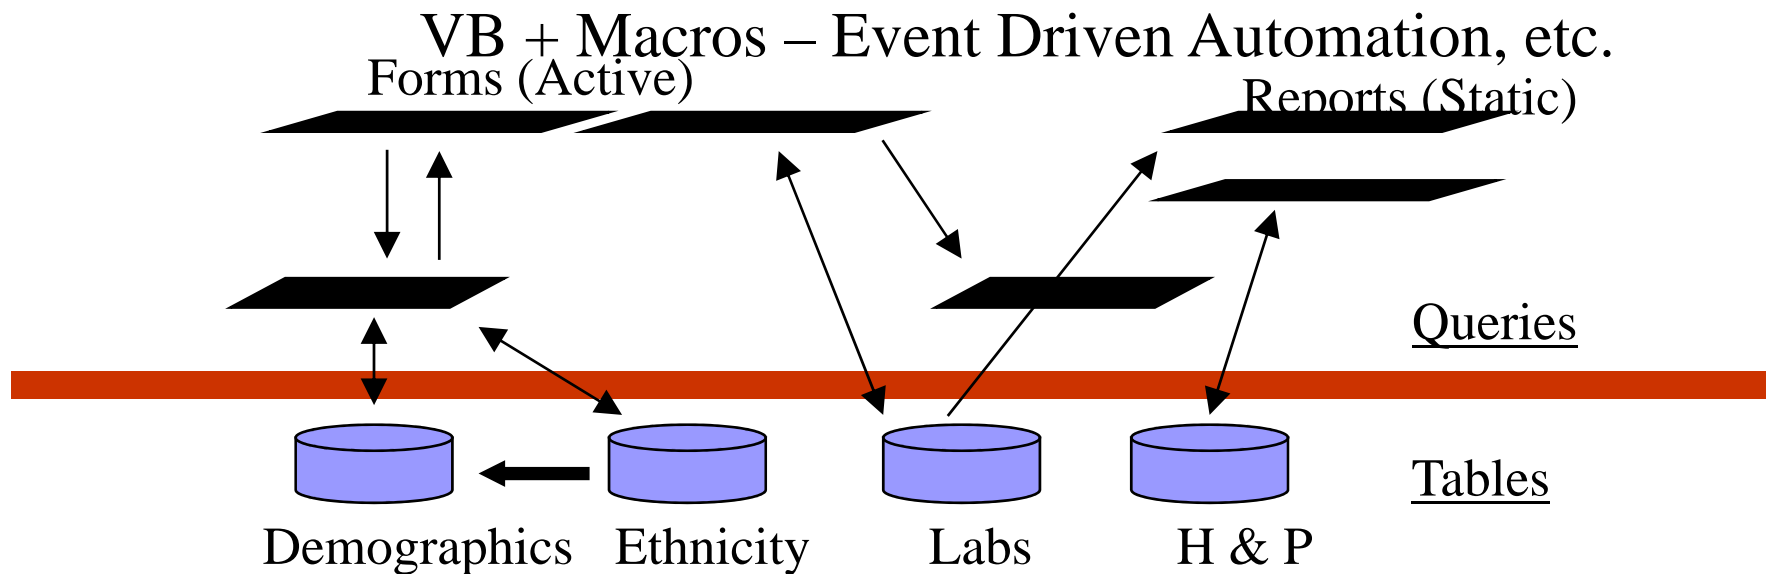 VB + Macros – Event Driven Automation, etc.
Forms (Active)
Reports (Static)
Queries
Tables
Demographics
Ethnicity
Labs
H & P